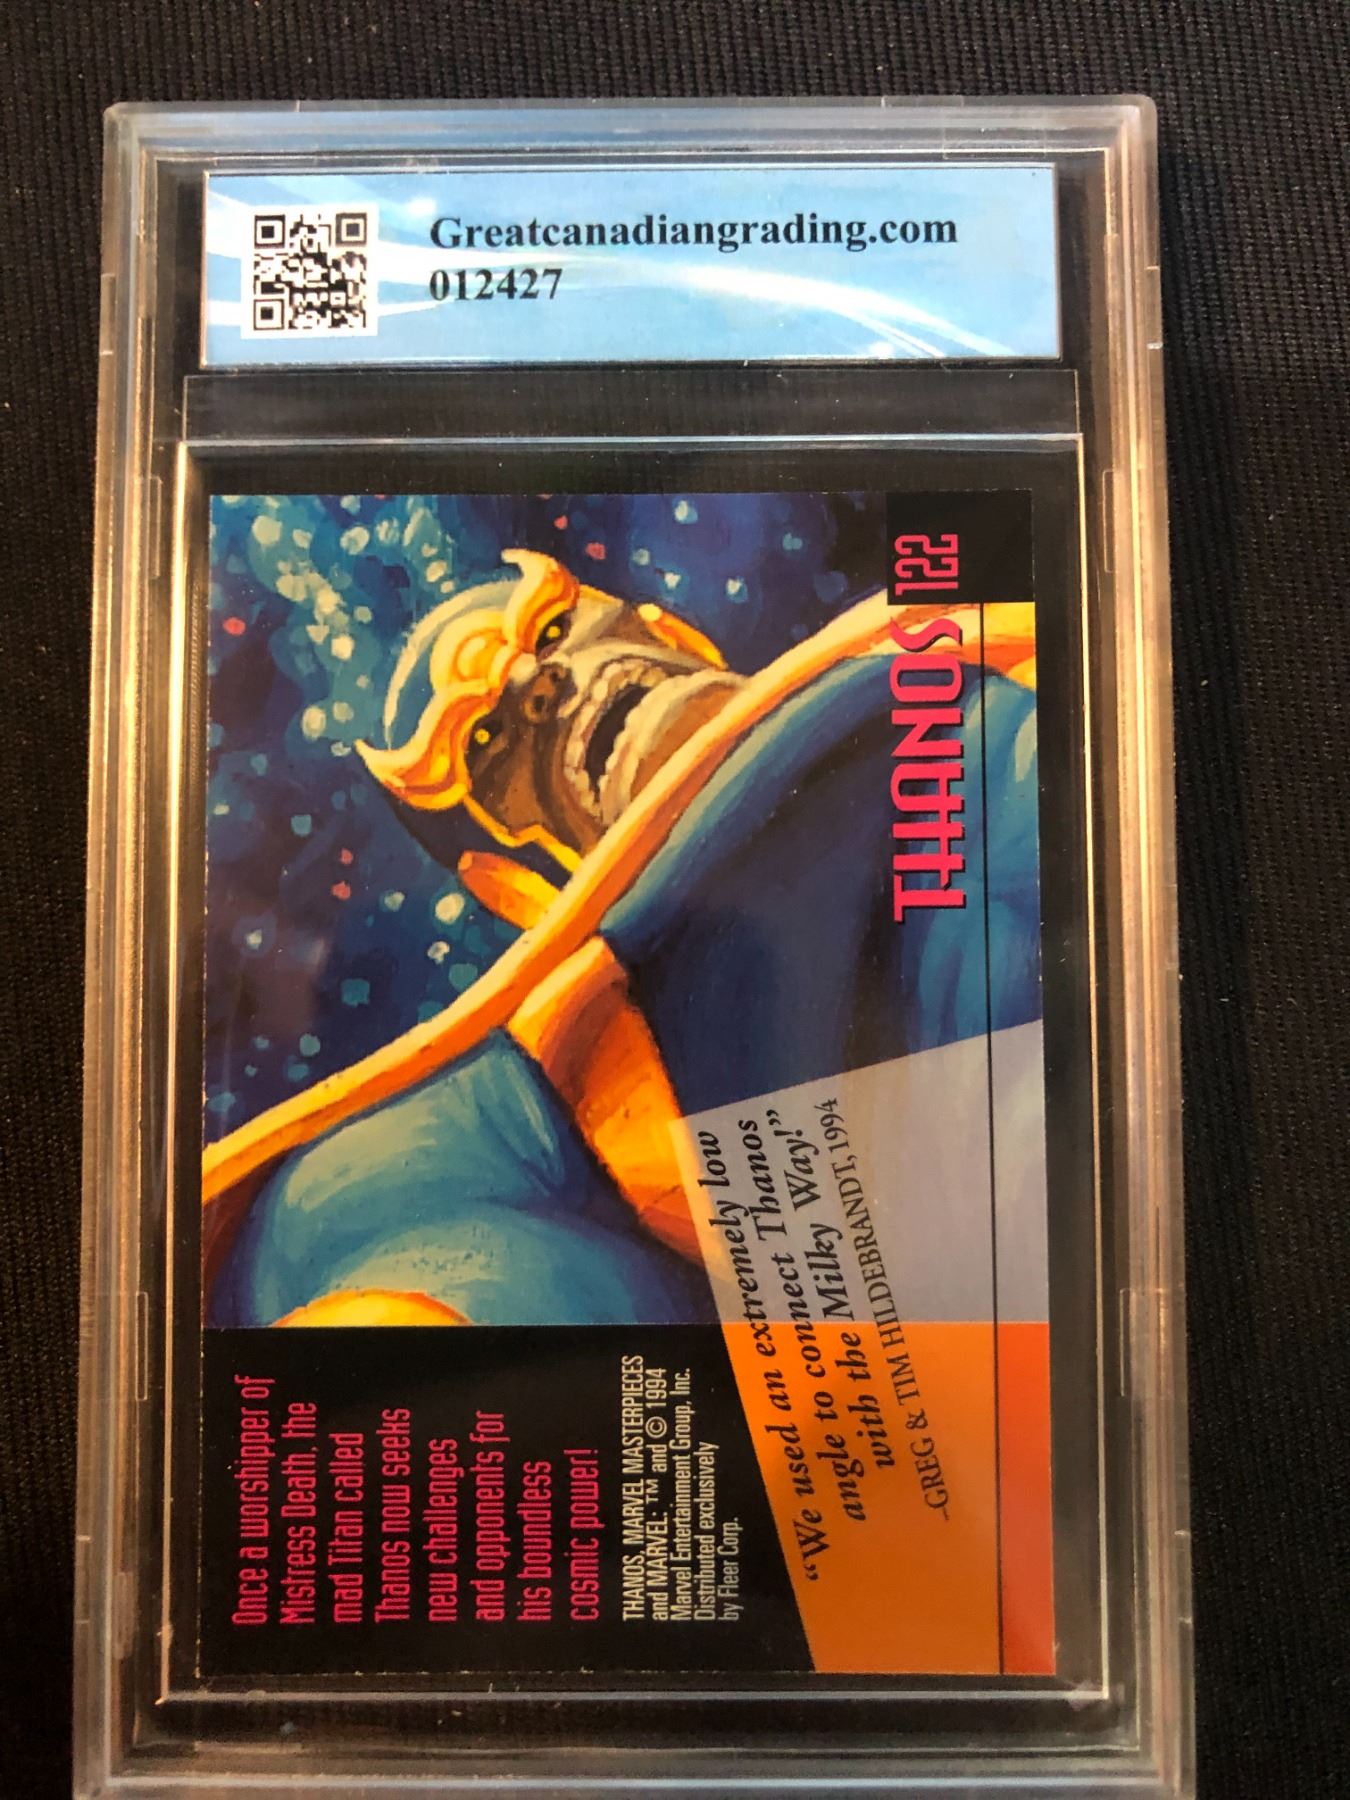 Greatcanadiangrading.com
012427
122
THANOS
Once a worshipper of
Mistress Death, the
mad Titan called
Thanos now seeks
new challenges
and opponents for
his boundless
cosmic power!
THANOS, MARVEL MASTERPIECES
and MARVEL: ™ and © 1994
Marvel Entertainment Group, Inc.
Distributed exclusively
by Fleer Corp.
“We used an extremely low
angle to connect Thanos
with the Milky Way!”
–GREG & TIM HILDEBRANDT, 1994